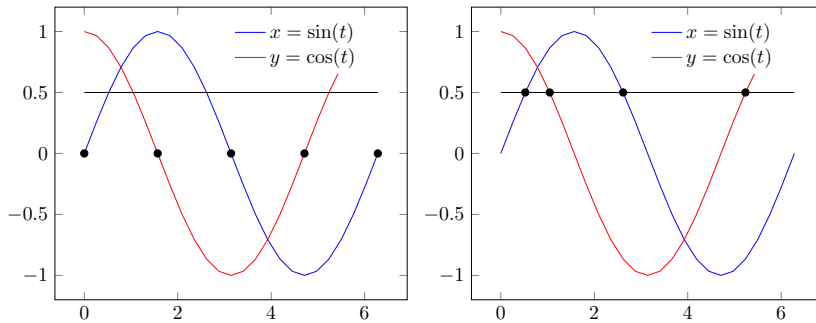 x = sin(t)
y = cos(t)
1
0.5
0
−0.5
−1
0 2 4 6
x = sin(t)
y = cos(t)
1
0.5
0
−0.5
−1
0 2 4 6